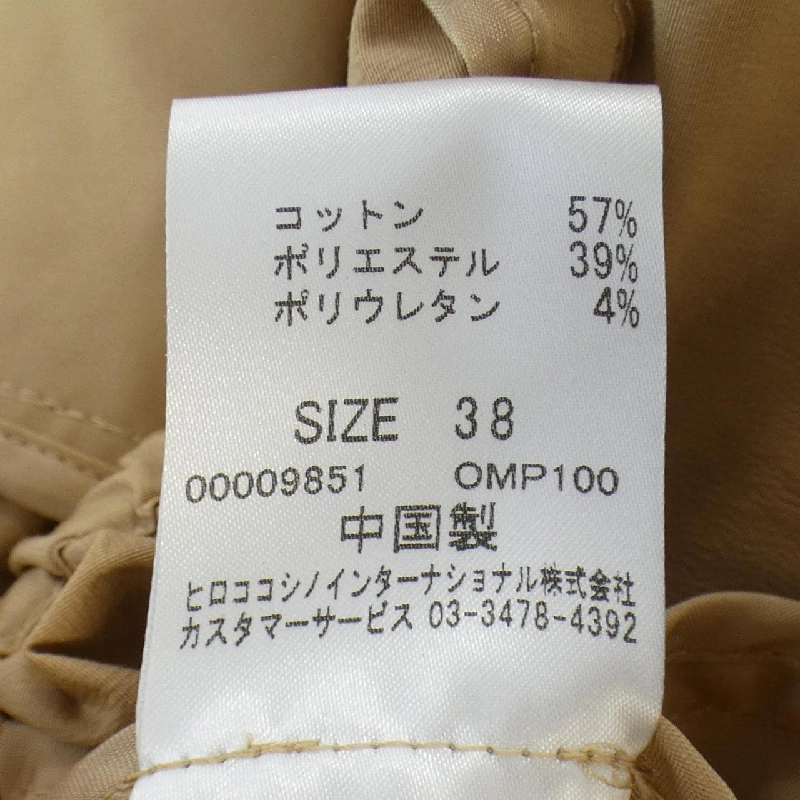 コットン 57%
ポリエステル 39%
ポリウレタン 4%
SIZE 38
00009851 OMP100
中国製
ヒロココシノインターナショナル株式会社
カスタマーサービス 03-3478-4392